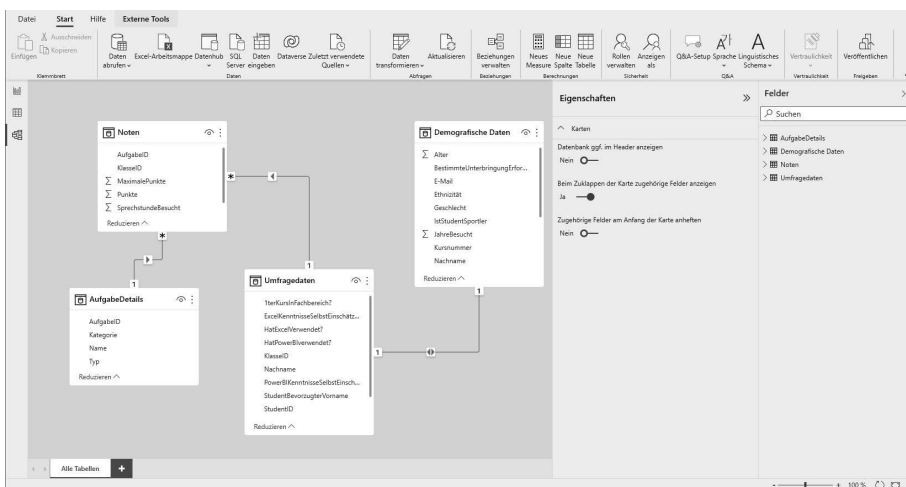 Datei Start Hilfe Externe Tools
Einfügen
Ausschneiden
Kopieren
Klemmbrett
Daten abrufen
Excel-Arbeitsmappe
Datenhub
SQL Server
Daten eingeben
Dataverse
Zuletzt verwendete Quellen
Daten
Daten transformieren
Aktualisieren
Abfragen
Beziehungen verwalten
Beziehungen
Neues Measure
Neue Spalte
Neue Tabelle
Berechnungen
Rollen verwalten
Anzeigen als
Sicherheit
Q&A-Setup
Sprache
Linguistisches Schema
Q&A
Vertraulichkeit
Vertraulichkeit
Veröffentlichen
Freigeben
Noten
AufgabeID
KlasseID
∑ MaximalePunkte
∑ Punkte
∑ SprechstundeBesucht
Reduzieren
*
*
1
1
AufgabeDetails
AufgabeID
Kategorie
Name
Typ
Reduzieren
Umfragedaten
1terKursInFachbereich?
ExcelKenntnisseSelbstEinschätz...
HatExcelVerwendet?
HatPowerBIverwendet?
KlasseID
Nachname
PowerBIKenntnisseSelbstEinsch...
StudentBevorzugterVorname
StudentID
Reduzieren
1
1
Demografische Daten
∑ Alter
BestimmteUnterbringungErfor...
E-Mail
Ethnizität
Geschlecht
IstStudentSportler
∑ JahreBesucht
Kursnummer
Nachname
Reduzieren
Eigenschaften
Karten
Datenbank ggf. im Header anzeigen
Nein
Beim Zuklappen der Karte zugehörige Felder anzeigen
Ja
Zugehörige Felder am Anfang der Karte anheften
Nein
Felder
Suchen
AufgabeDetails
Demografische Daten
Noten
Umfragedaten
Alle Tabellen
+
- + 100 %